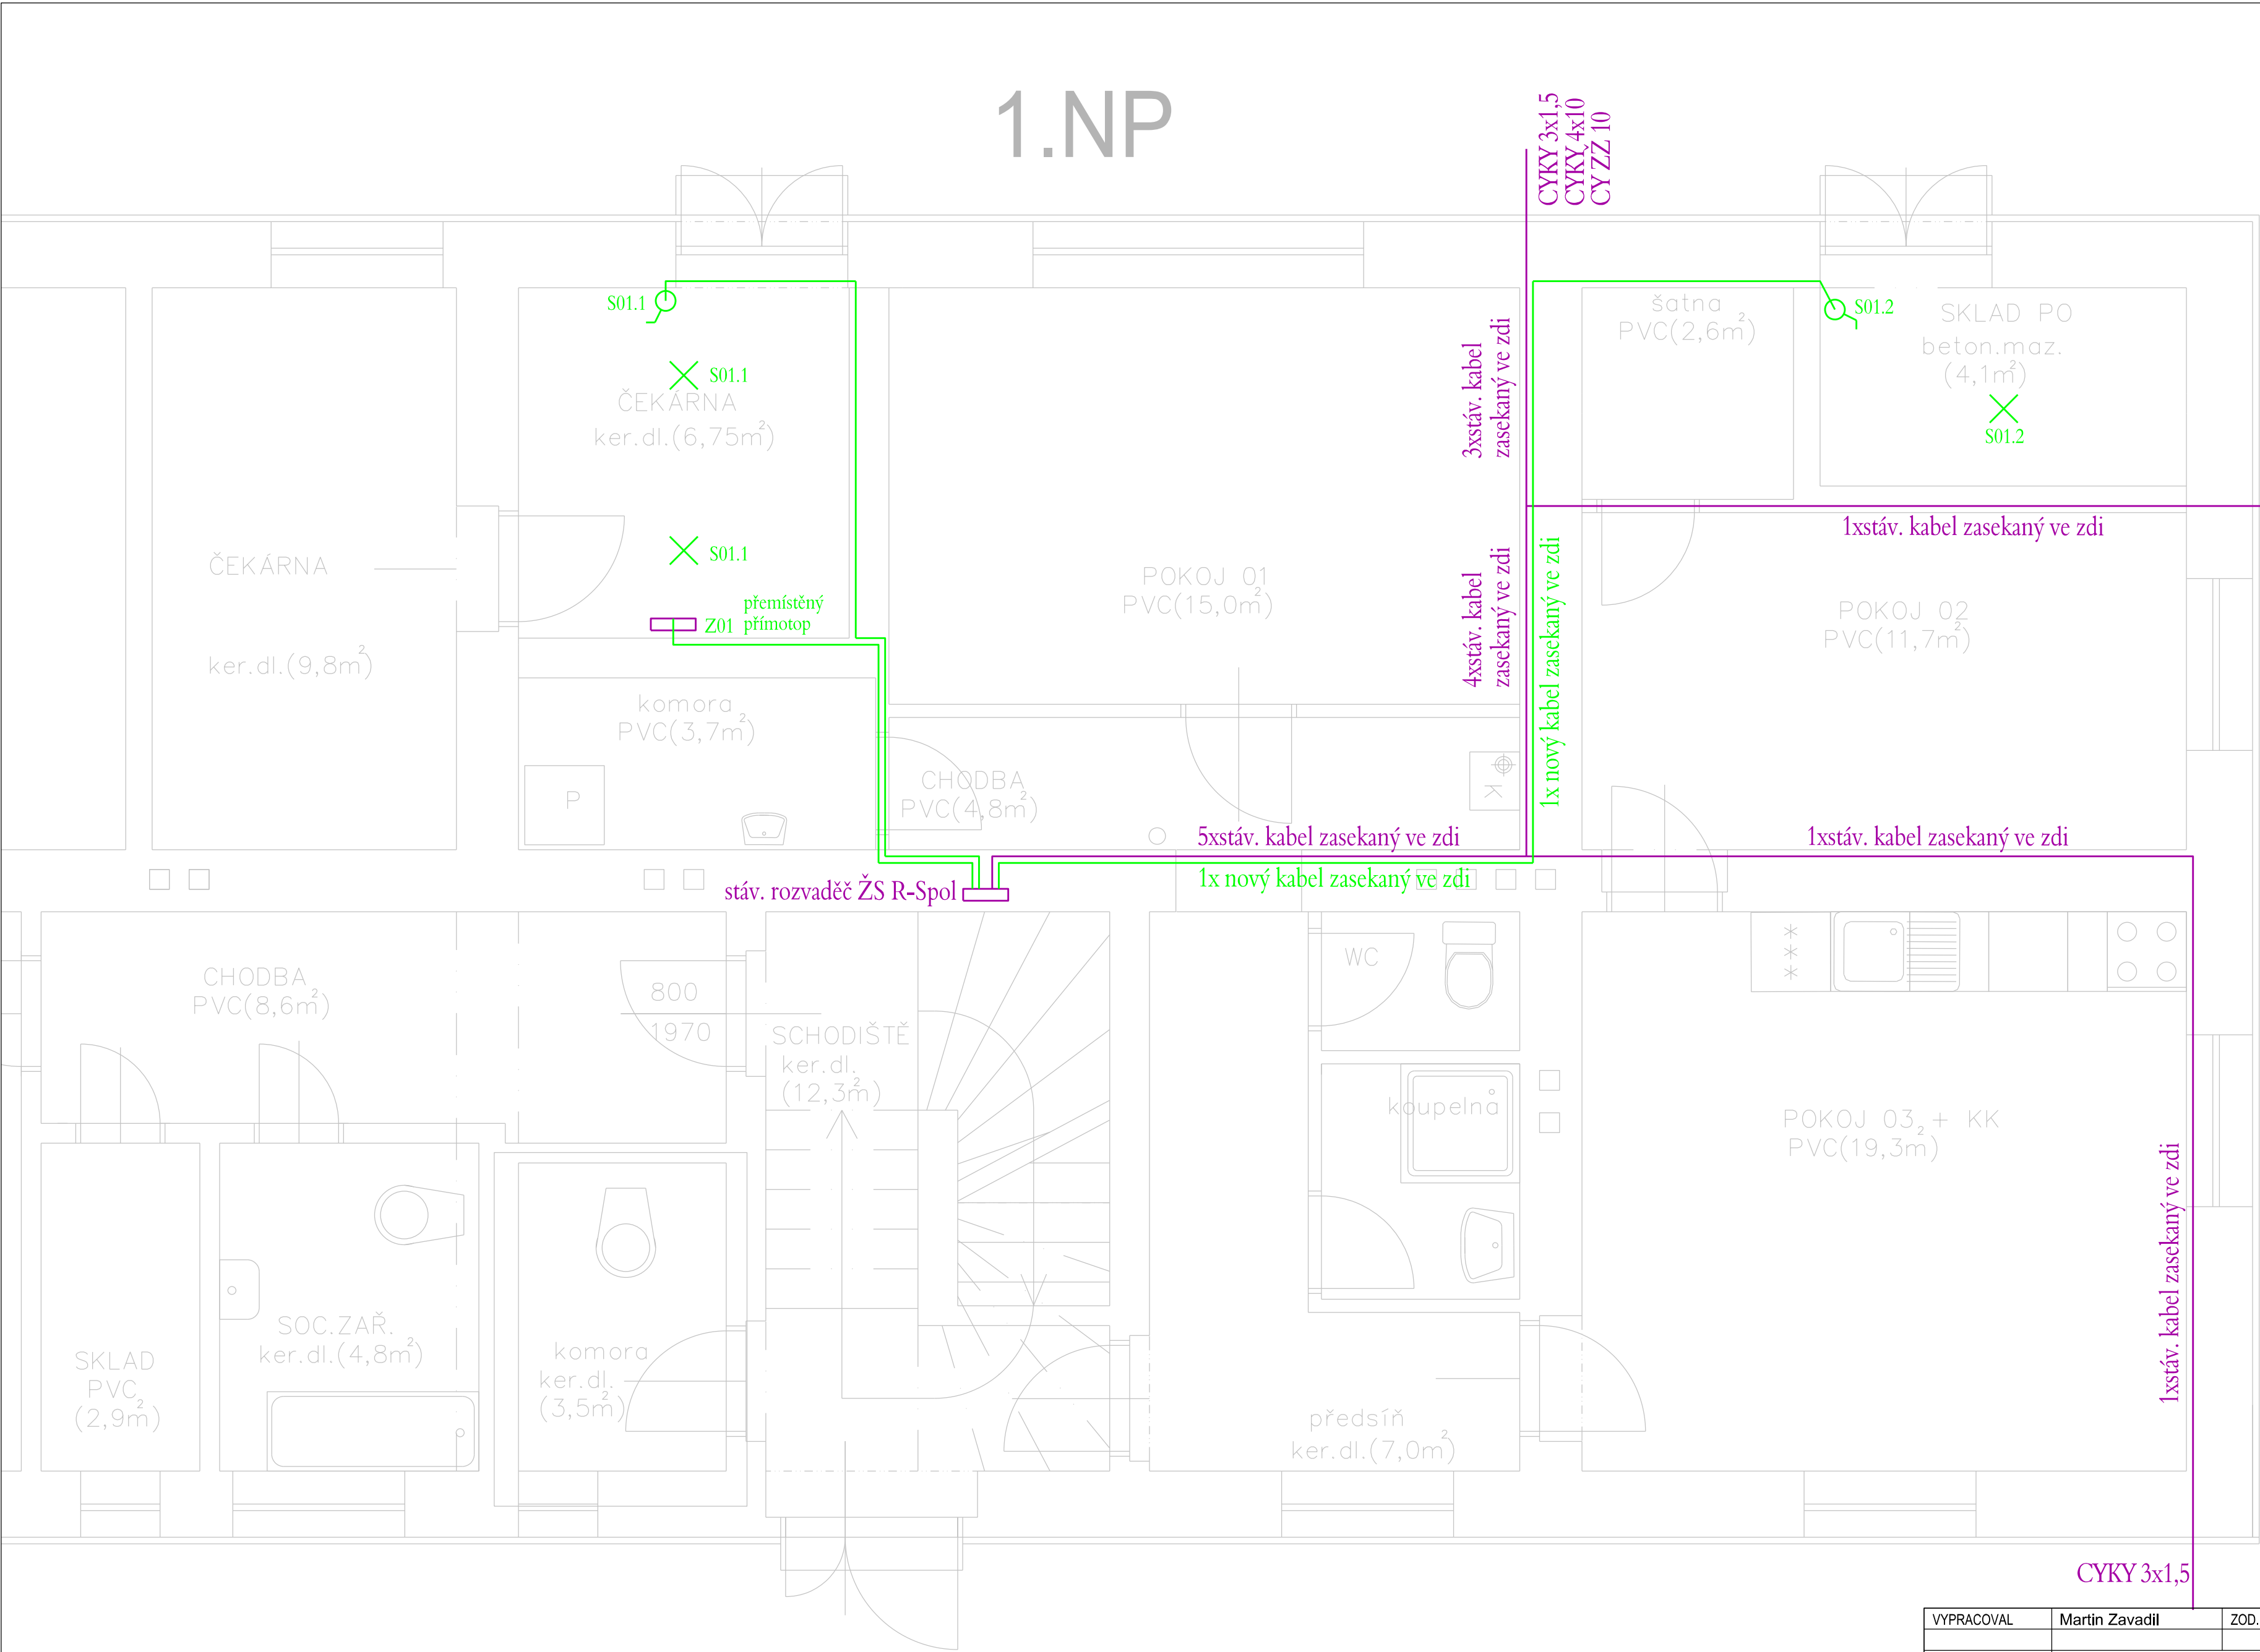 1.NP
CYKY 3x1,5
CYKY 4x10
CY ZŽ 10
S01.1
S01.1
ČEKÁRNA
ker.dl.(6,75m²)
S01.1
přemístěný
přímotop
Z01
ČEKÁRNA
ker.dl.(9,8m²)
komora
PVC(3,7m²)
P
CHODBA
PVC(4,8m²)
POKOJ 01
PVC(15,0m²)
K
3xstáv. kabel
zasekaný ve zdi
4xstáv. kabel
zasekaný ve zdi
1x nový kabel zasekaný ve zdi
šatna
PVC(2,6m²)
S01.2
SKLAD PO
beton.maz.
(4,1m²)
S01.2
1xstáv. kabel zasekaný ve zdi
POKOJ 02
PVC(11,7m²)
5xstáv. kabel zasekaný ve zdi
1xstáv. kabel zasekaný ve zdi
1x nový kabel zasekaný ve zdi
stáv. rozvaděč ŽS R-Spol
CHODBA
PVC(8,6m²)
800
1970
SCHODIŠTĚ
ker.dl.
(12,3m²)
WC
koupelna
POKOJ 03 + KK
PVC(19,3m²)
1xstáv. kabel zasekaný ve zdi
SKLAD
PVC
(2,9m²)
SOC.ZAŘ.
ker.dl.(4,8m²)
komora
ker.dl.
(3,5m²)
předsíň
ker.dl.(7,0m²)
CYKY 3x1,5
VYPRACOVAL
Martin Zavadil
ZOD.